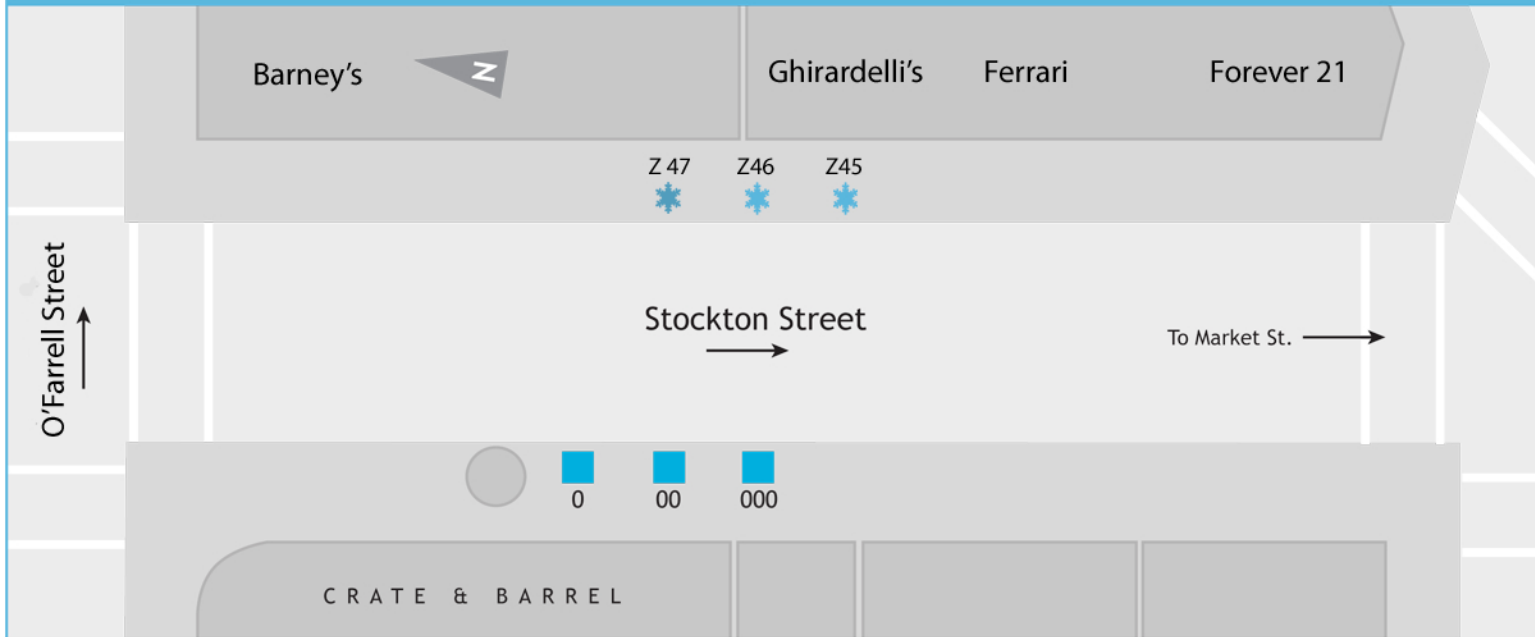 Barney's
N
Ghirardelli's
Ferrari
Forever 21
Z 47
Z46
Z45
O'Farrell Street
Stockton Street
To Market St.
0
00
000
CRATE & BARREL